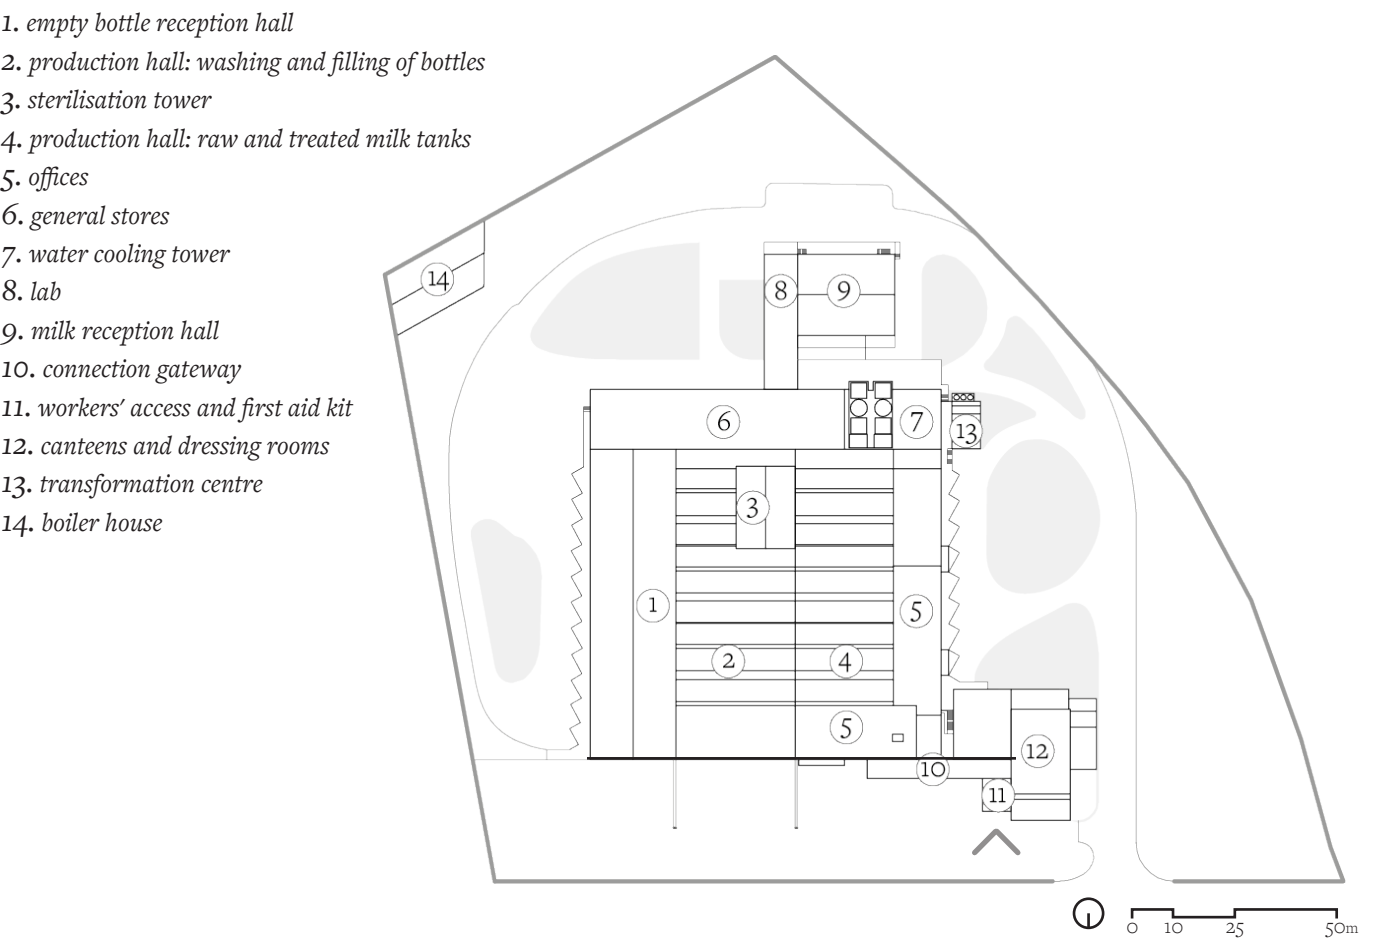 1. empty bottle reception hall
2. production hall: washing and filling of bottles
3. sterilisation tower
4. production hall: raw and treated milk tanks
5. offices
6. general stores
7. water cooling tower
8. lab
9. milk reception hall
10. connection gateway
11. workers' access and first aid kit
12. canteens and dressing rooms
13. transformation centre
14. boiler house
14
8
9
6
7
13
3
1
5
2
4
5
12
10
11
0 10 25 50m